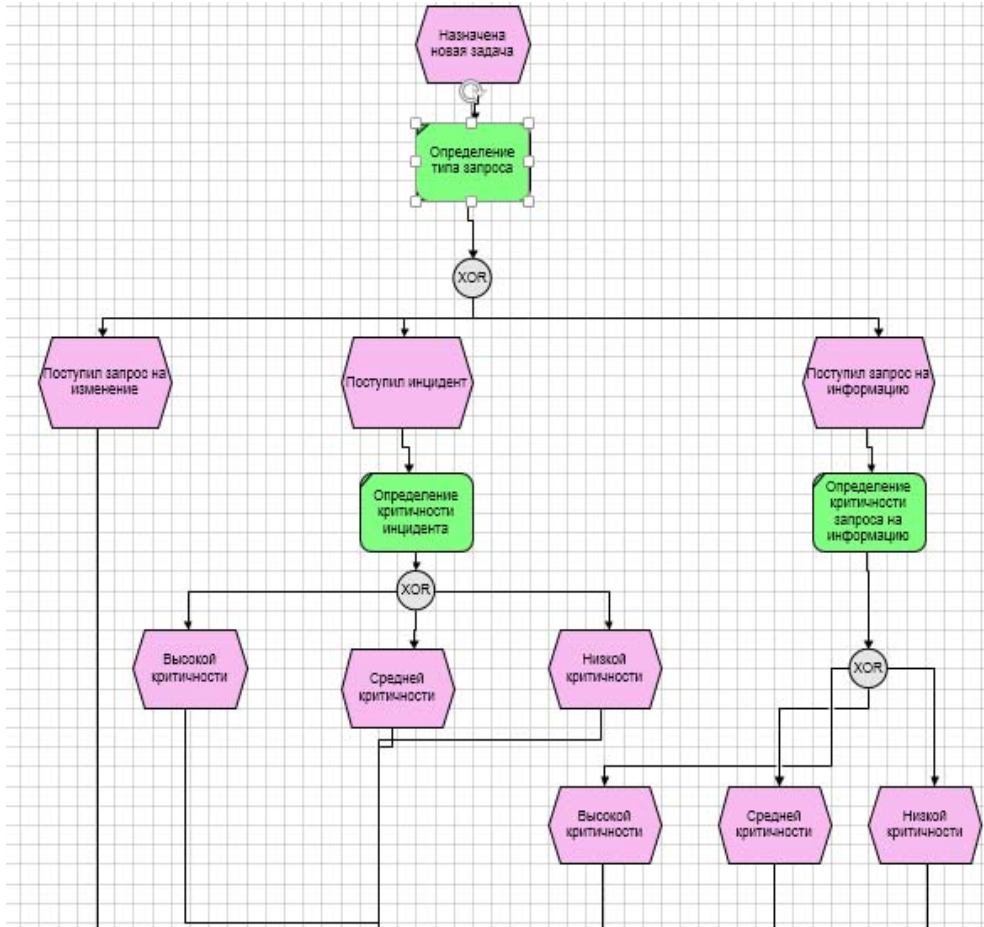 Назначена
новая задача
Определение
типа запроса
XOR
Поступил запрос на
изменение
Поступил инцидент
Поступил запрос на
информацию
Определение
критичности
инцидента
Определение
критичности
запроса на
информацию
XOR
Высокой
критичности
Средней
критичности
Низкой
критичности
XOR
Высокой
критичности
Средней
критичности
Низкой
критичности